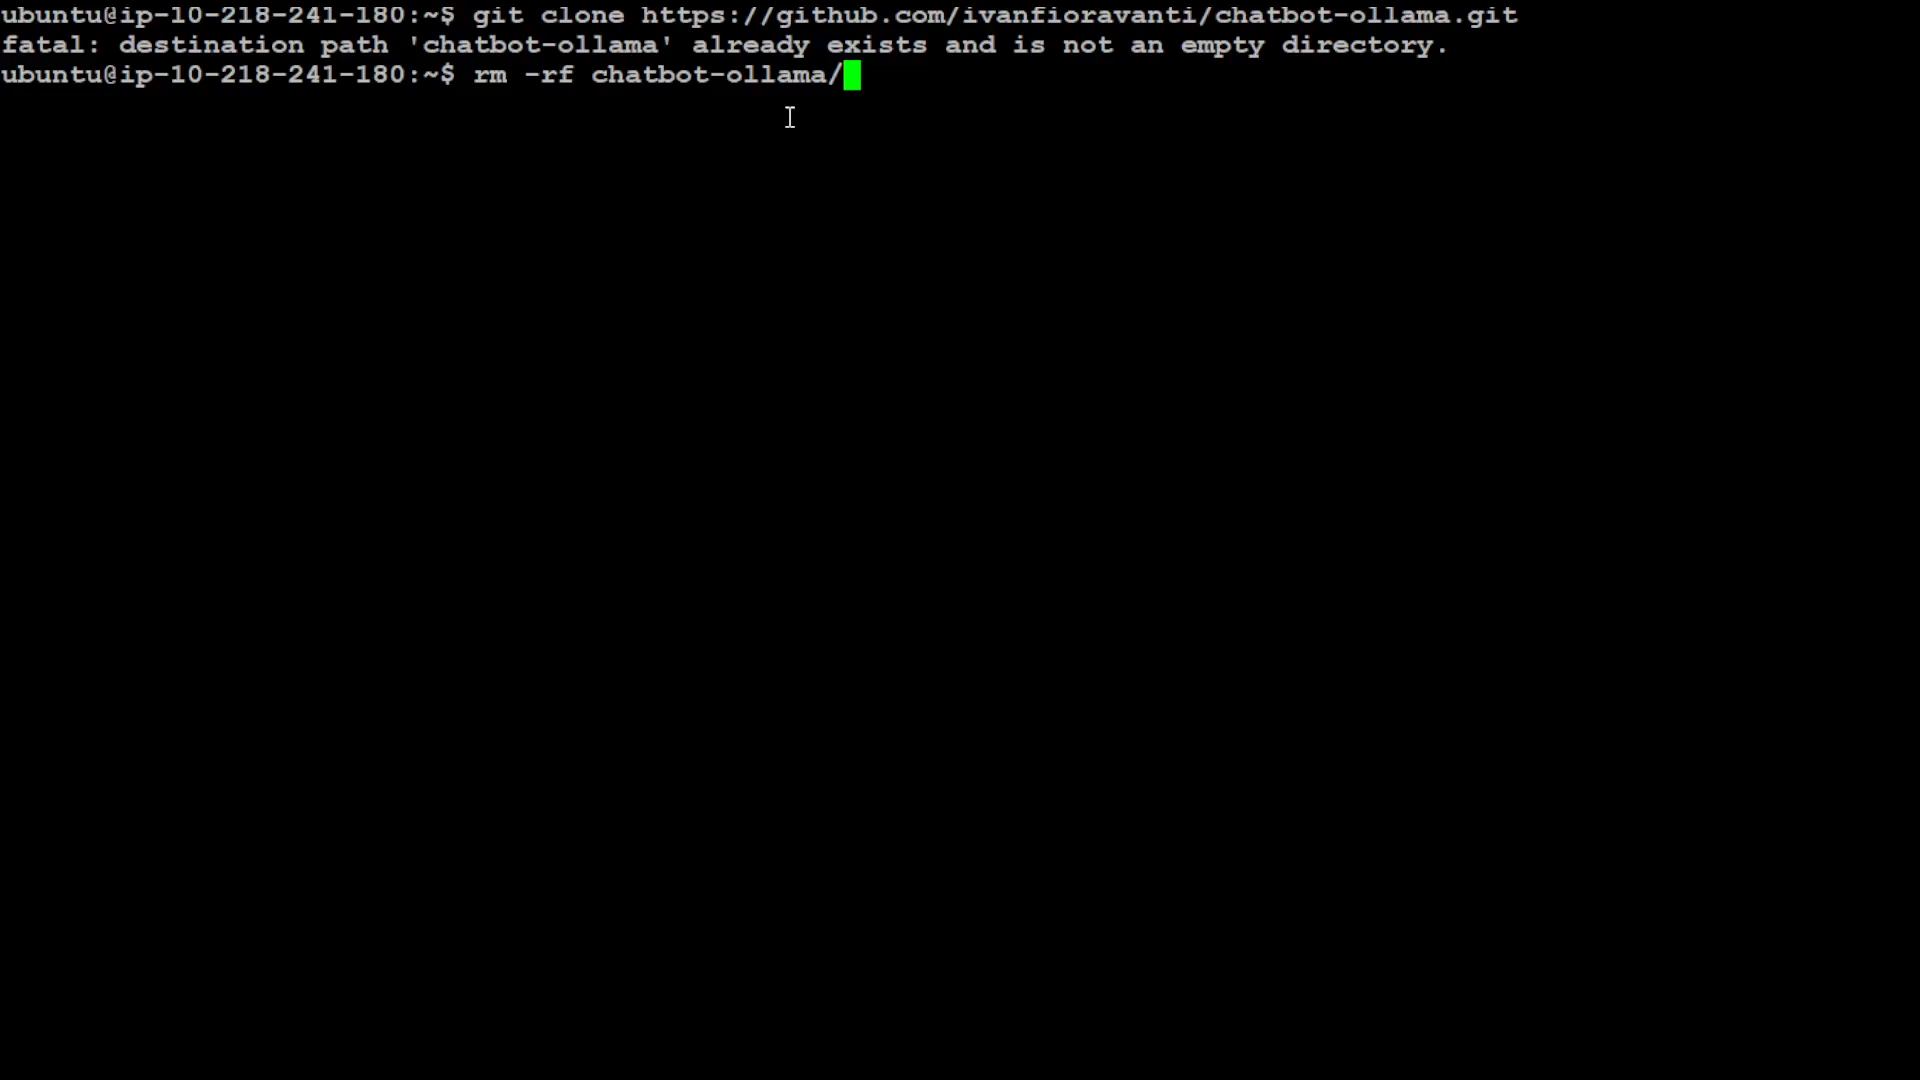 ubuntu@ip-10-218-241-180:~$ git clone https://github.com/ivanfioravanti/chatbot-ollama.git
fatal: destination path 'chatbot-ollama' already exists and is not an empty directory.
ubuntu@ip-10-218-241-180:~$ rm -rf chatbot-ollama/